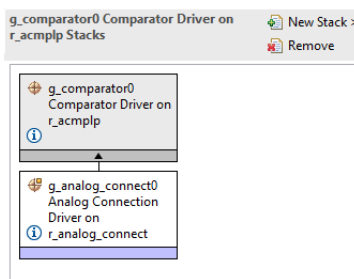 g_comparator0 Comparator Driver on
r_acmplp Stacks
New Stack >
Remove
g_comparator0
Comparator Driver on
r_acmplp
g_analog_connect0
Analog Connection
Driver on
r_analog_connect